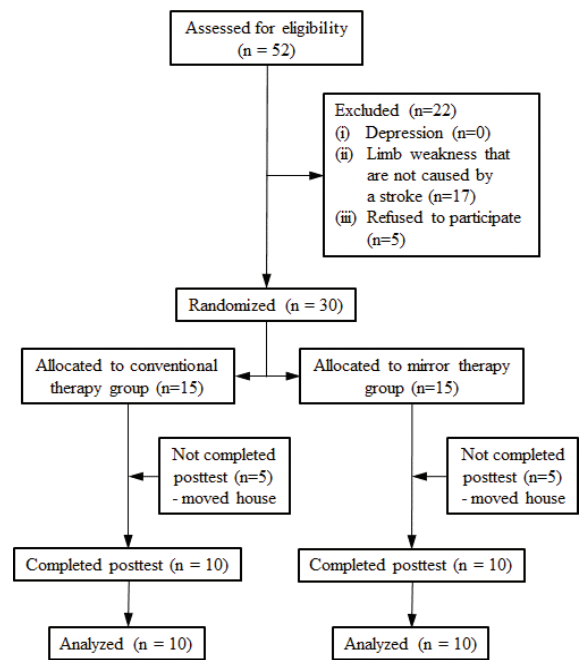 Assessed for eligibility
(n = 52)
Excluded (n=22)
(i) Depression (n=0)
(ii) Limb weakness that
are not caused by
a stroke (n=17)
(iii) Refused to participate
(n=5)
Randomized (n = 30)
Allocated to conventional
therapy group (n=15)
Allocated to mirror therapy
group (n=15)
Not completed
posttest (n=5)
- moved house
Not completed
posttest (n=5)
- moved house
Completed posttest (n = 10)
Completed posttest (n = 10)
Analyzed (n = 10)
Analyzed (n = 10)